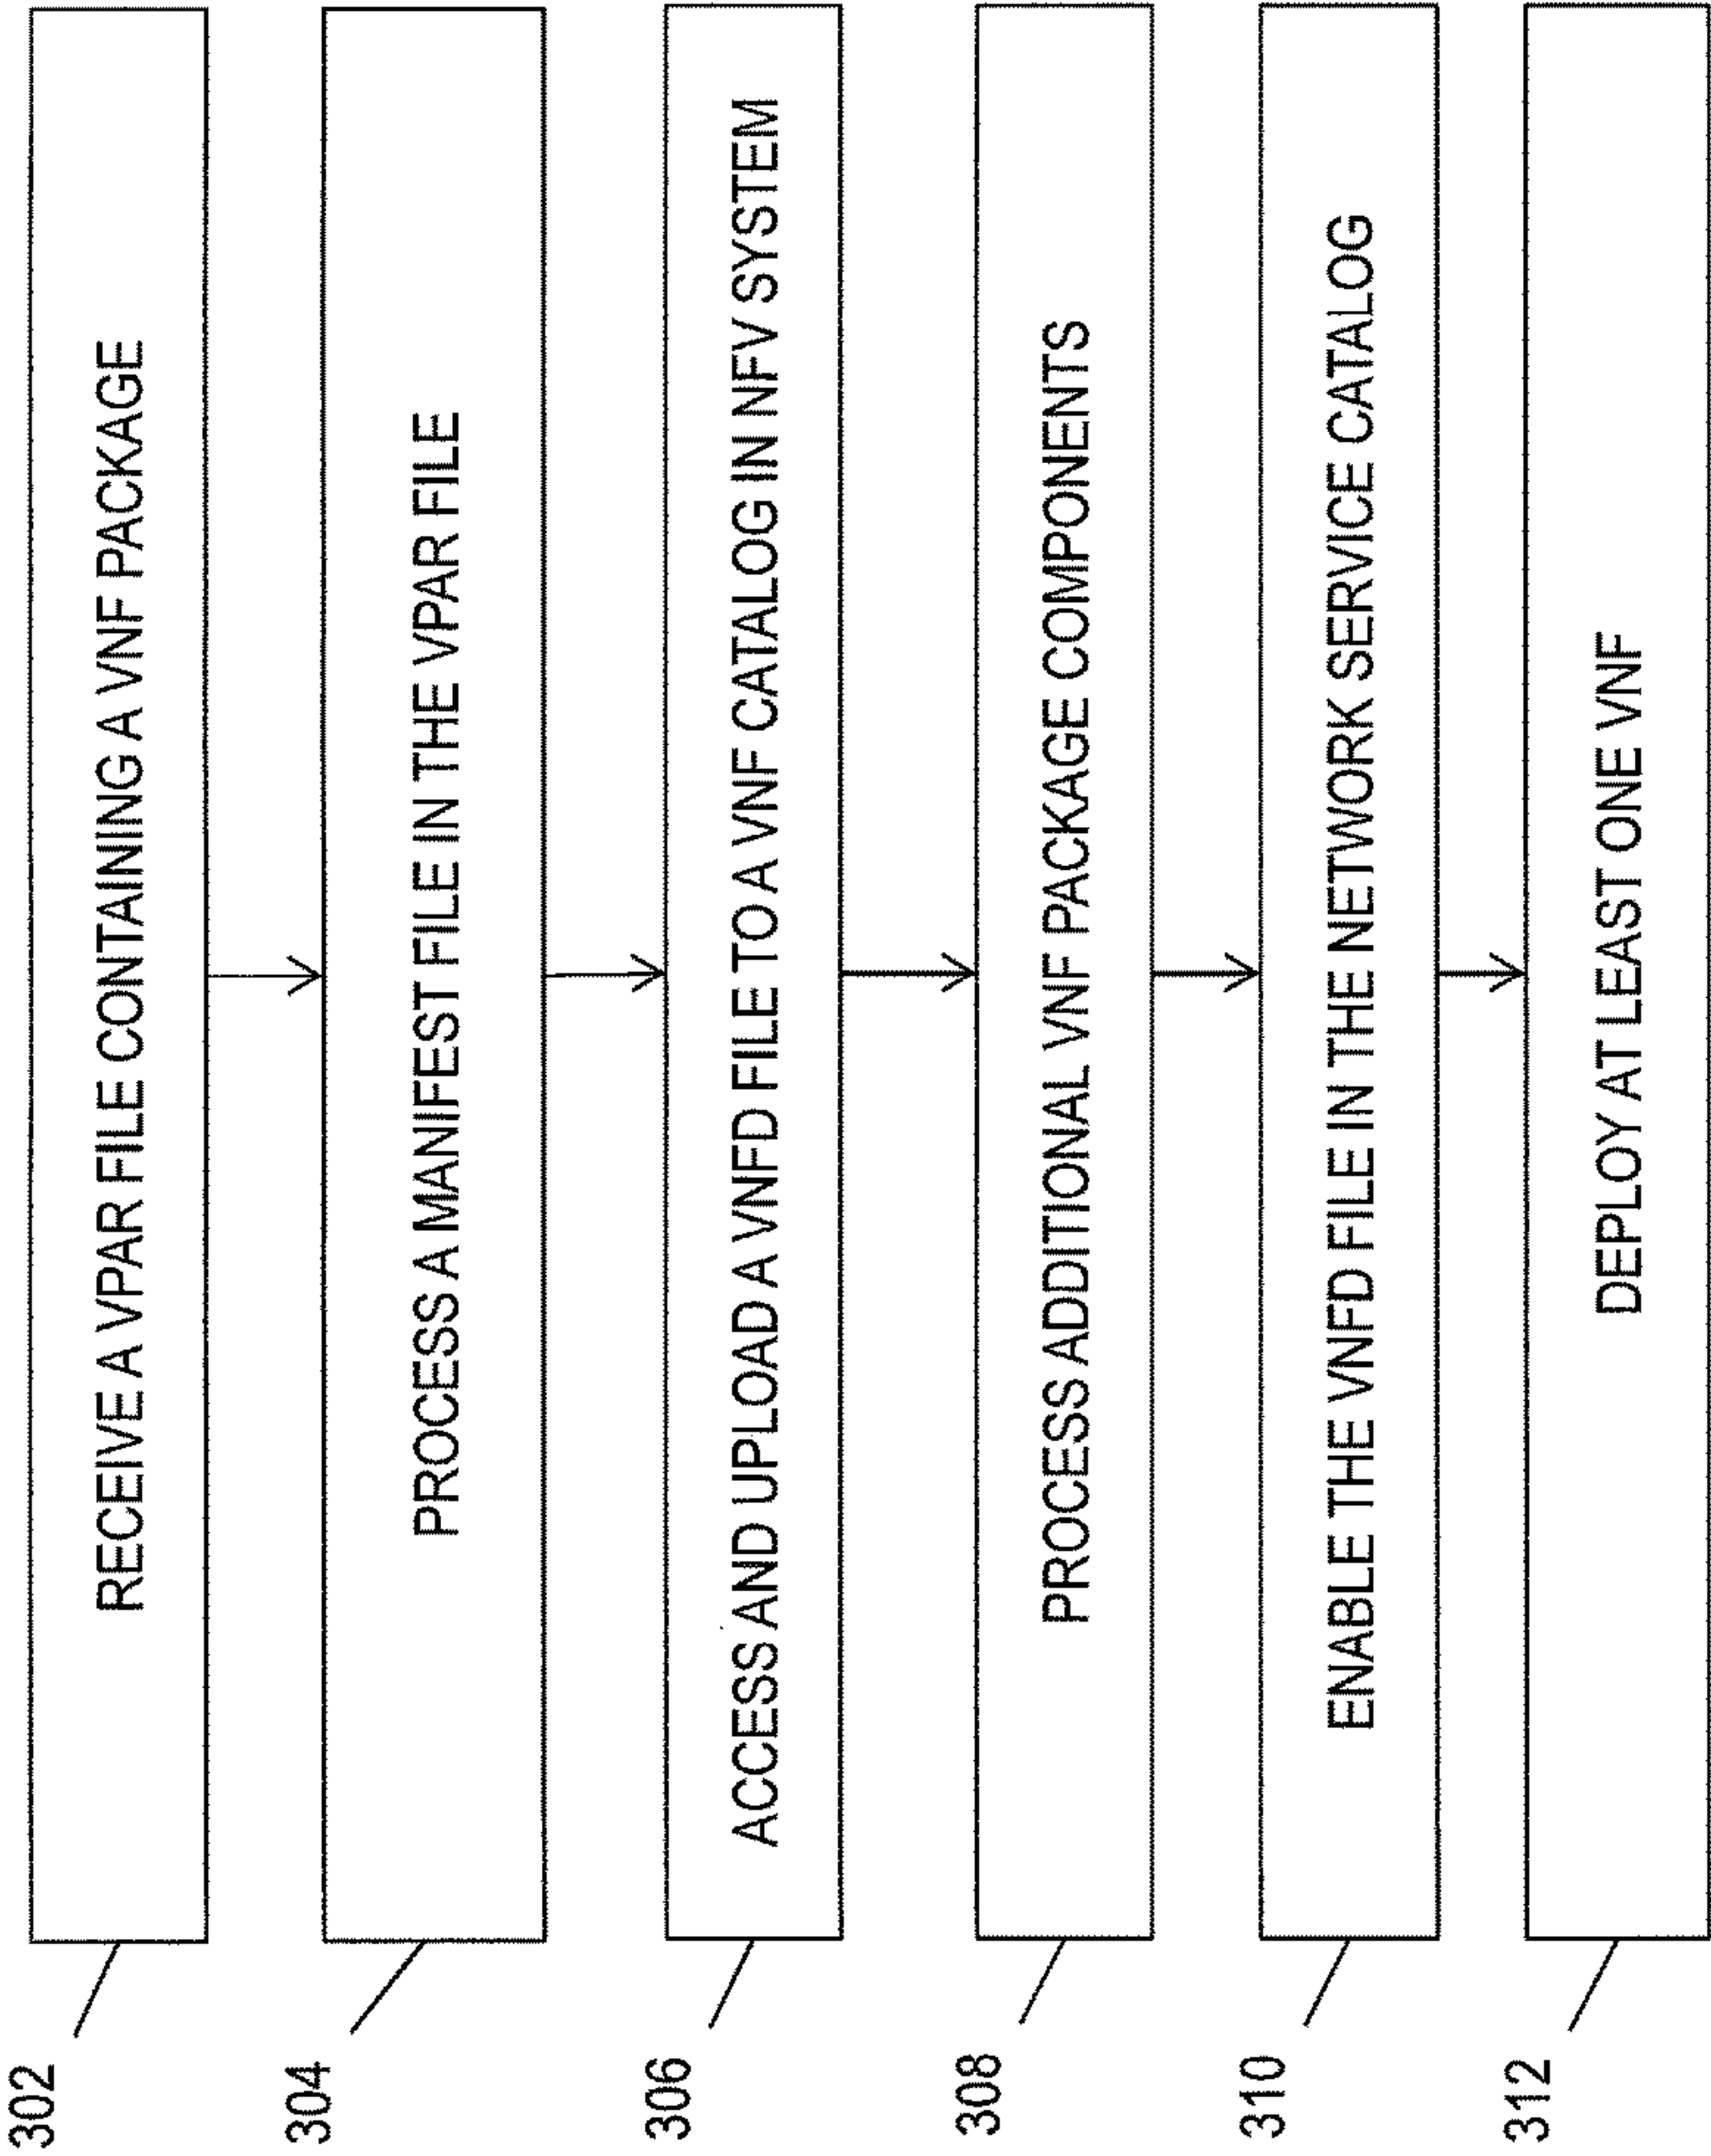 302
RECEIVE A VPAR FILE CONTAINING A VNF PACKAGE
304
PROCESS A MANIFEST FILE IN THE VPAR FILE
306
ACCESS AND UPLOAD A VNFD FILE TO A VNF CATALOG IN NFV SYSTEM
308
PROCESS ADDITIONAL VNF PACKAGE COMPONENTS
310
ENABLE THE VNFD FILE IN THE NETWORK SERVICE CATALOG
312
DEPLOY AT LEAST ONE VNF